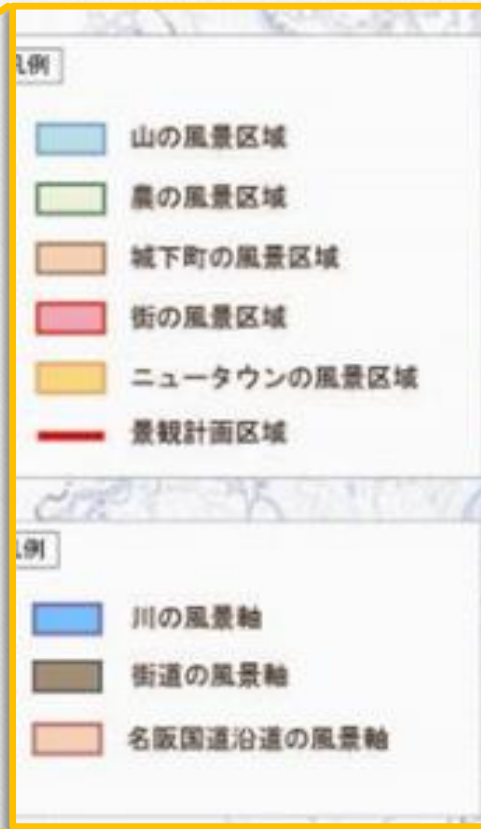 凡例
山の風景区域
農の風景区域
城下町の風景区域
街の風景区域
ニュータウンの風景区域
景観計画区域
凡例
川の風景軸
街道の風景軸
名阪国道沿道の風景軸